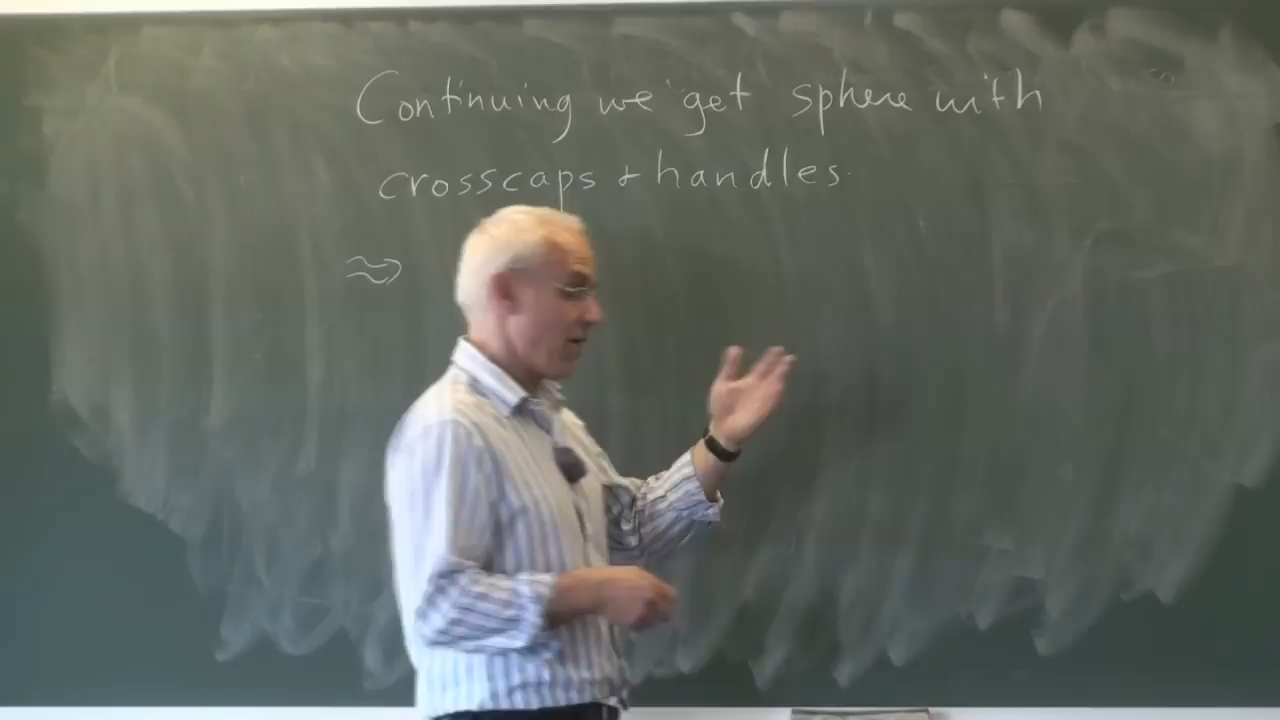 Continuing we get sphere with
crosscaps + handles.
⇒